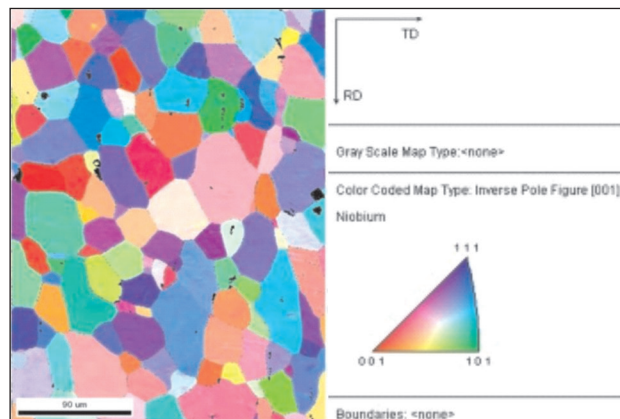 TD
RD
Gray Scale Map Type:<none>
Color Coded Map Type: Inverse Pole Figure [001]
Niobium
1 1 1
0 0 1
1 0 1
90 um
Boundaries: <none>